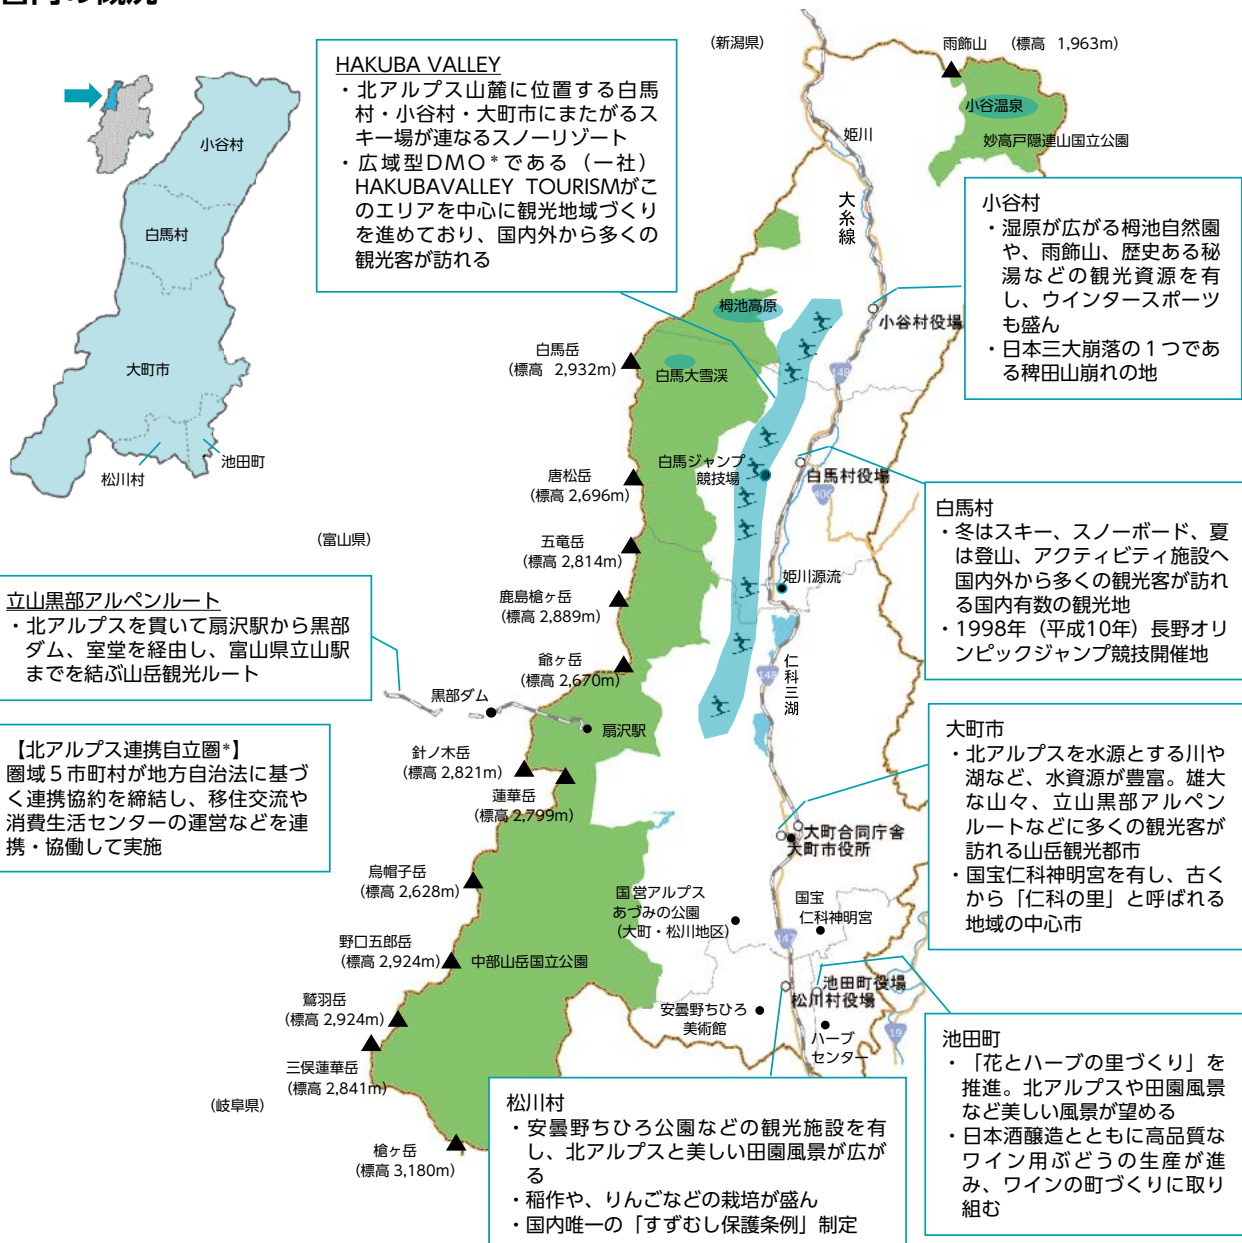 HAKUBA VALLEY
・北アルプス山麓に位置する白馬
村・小谷村・大町市にまたがるス
キー場が連なるスノーリゾート
・広域型DMO*である（一社）
HAKUBAVALLEY TOURISMがこ
のエリアを中心に観光地域づくり
を進めており、国内外から多くの
観光客が訪れる
小谷村
白馬村
大町市
池田町
松川村
（新潟県）
雨飾山 （標高 1,963m）
小谷温泉
妙高戸隠連山国立公園
姫川
大糸線
小谷村
・湿原が広がる栂池自然園
や、雨飾山、歴史ある秘
湯などの観光資源を有
し、ウインタースポーツ
も盛ん
・日本三大崩落の１つであ
る稗田山崩れの地
栂池高原
小谷村役場
白馬岳
（標高 2,932m）
白馬大雪渓
148
唐松岳
（標高 2,696m）
白馬ジャンプ
競技場
白馬村役場
406
白馬村
・冬はスキー、スノーボード、夏
は登山、アクティビティ施設へ
国内外から多くの観光客が訪れ
る国内有数の観光地
・1998年（平成10年）長野オリ
ンピックジャンプ競技開催地
（富山県）
五竜岳
（標高 2,814m）
姫川源流
鹿島槍ヶ岳
（標高 2,889m）
立山黒部アルペンルート
・北アルプスを貫いて扇沢駅から黒部
ダム、室堂を経由し、富山県立山駅
までを結ぶ山岳観光ルート
爺ヶ岳
（標高 2,670m）
148
仁科三湖
黒部ダム
扇沢駅
【北アルプス連携自立圏*】
圏域５市町村が地方自治法に基づ
く連携協約を締結し、移住交流や
消費生活センターの運営などを連
携・協働して実施
針ノ木岳
（標高 2,821m）
蓮華岳
（標高 2,799m）
大町市
・北アルプスを水源とする川や
湖など、水資源が豊富。雄大
な山々、立山黒部アルペン
ルートなどに多くの観光客が
訪れる山岳観光都市
・国宝仁科神明宮を有し、古く
から「仁科の里」と呼ばれる
地域の中心市
大町合同庁舎
大町市役所
烏帽子岳
（標高 2,628m）
国営アルプス
あづみの公園
（大町・松川地区）
国宝
仁科神明宮
147
野口五郎岳
（標高 2,924m）
中部山岳国立公園
池田町役場
松川村役場
鷲羽岳
（標高 2,924m）
安曇野ちひろ
美術館
ハーブ
センター
19
三俣蓮華岳
（標高 2,841m）
（岐阜県）
槍ヶ岳
（標高 3,180m）
池田町
・「花とハーブの里づくり」を
推進。北アルプスや田園風景
など美しい風景が望める
・日本酒醸造とともに高品質な
ワイン用ぶどうの生産が進
み、ワインの町づくりに取り
組む
松川村
・安曇野ちひろ公園などの観光施設を有
し、北アルプスと美しい田園風景が広が
る
・稲作や、りんごなどの栽培が盛ん
・国内唯一の「すずむし保護条例」制定